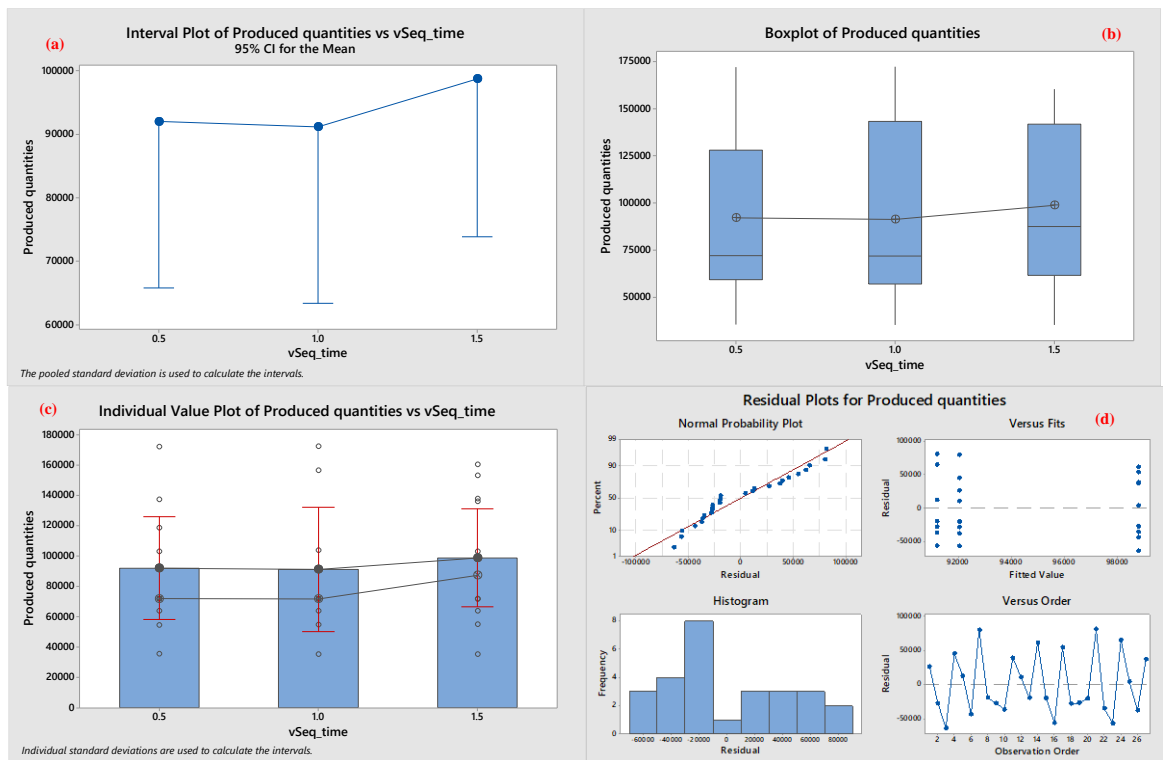 (a)
Interval Plot of Produced quantities vs vSeq_time
95% CI for the Mean
Produced quantities
100000
90000
80000
70000
60000
0.5 1.0 1.5
vSeq_time
The pooled standard deviation is used to calculate the intervals.
(b)
Boxplot of Produced quantities
Produced quantities
175000
150000
125000
100000
75000
50000
0.5 1.0 1.5
vSeq_time
(c)
Individual Value Plot of Produced quantities vs vSeq_time
Produced quantities
180000
160000
140000
120000
100000
80000
60000
40000
20000
0
0.5 1.0 1.5
vSeq_time
Individual standard deviations are used to calculate the intervals.
Residual Plots for Produced quantities
(d)
Normal Probability Plot
Percent
99
90
50
10
1
-100000 -50000 0 50000 100000
Residual
Versus Fits
Residual
100000
50000
0
-50000
92000 94000 96000 98000
Fitted Value
Histogram
Frequency
8
6
4
2
0
-60000 -40000 -20000 0 20000 40000 60000 80000
Residual
Versus Order
Residual
100000
50000
0
-50000
2 4 6 8 10 12 14 16 18 20 22 24 26
Observation Order